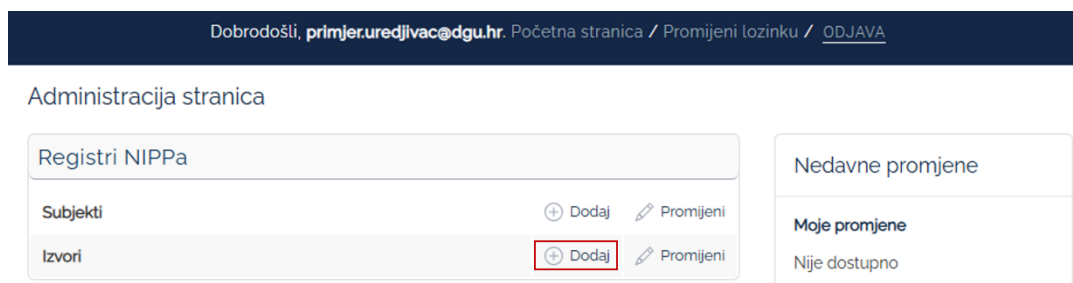 Dobrodošli, primjer.uredjivac@dgu.hr. Početna stranica / Promijeni lozinku / ODJAVA
Administracija stranica
Registri NIPPa
Subjekti Dodaj Promijeni
Izvori Dodaj Promijeni
Nedavne promjene
Moje promjene
Nije dostupno